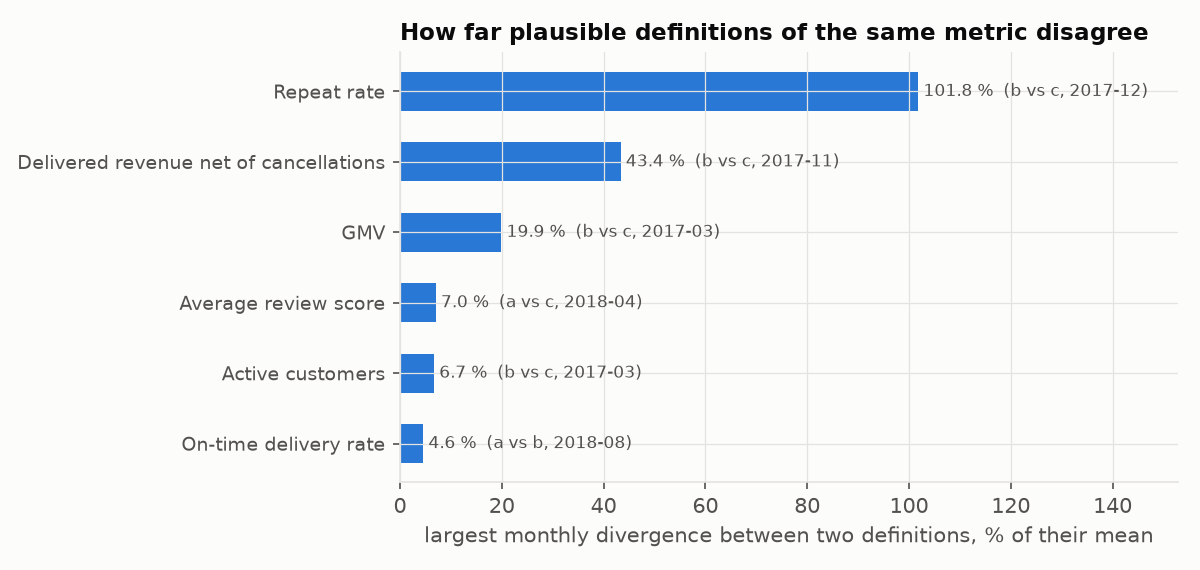 How far plausible definitions of the same metric disagree
Repeat rate
101.8 % (b vs c, 2017-12)
Delivered revenue net of cancellations
43.4 % (b vs c, 2017-11)
GMV
19.9 % (b vs c, 2017-03)
Average review score
7.0 % (a vs c, 2018-04)
Active customers
6.7 % (b vs c, 2017-03)
On-time delivery rate
4.6 % (a vs b, 2018-08)
0 20 40 60 80 100 120 140
largest monthly divergence between two definitions, % of their mean